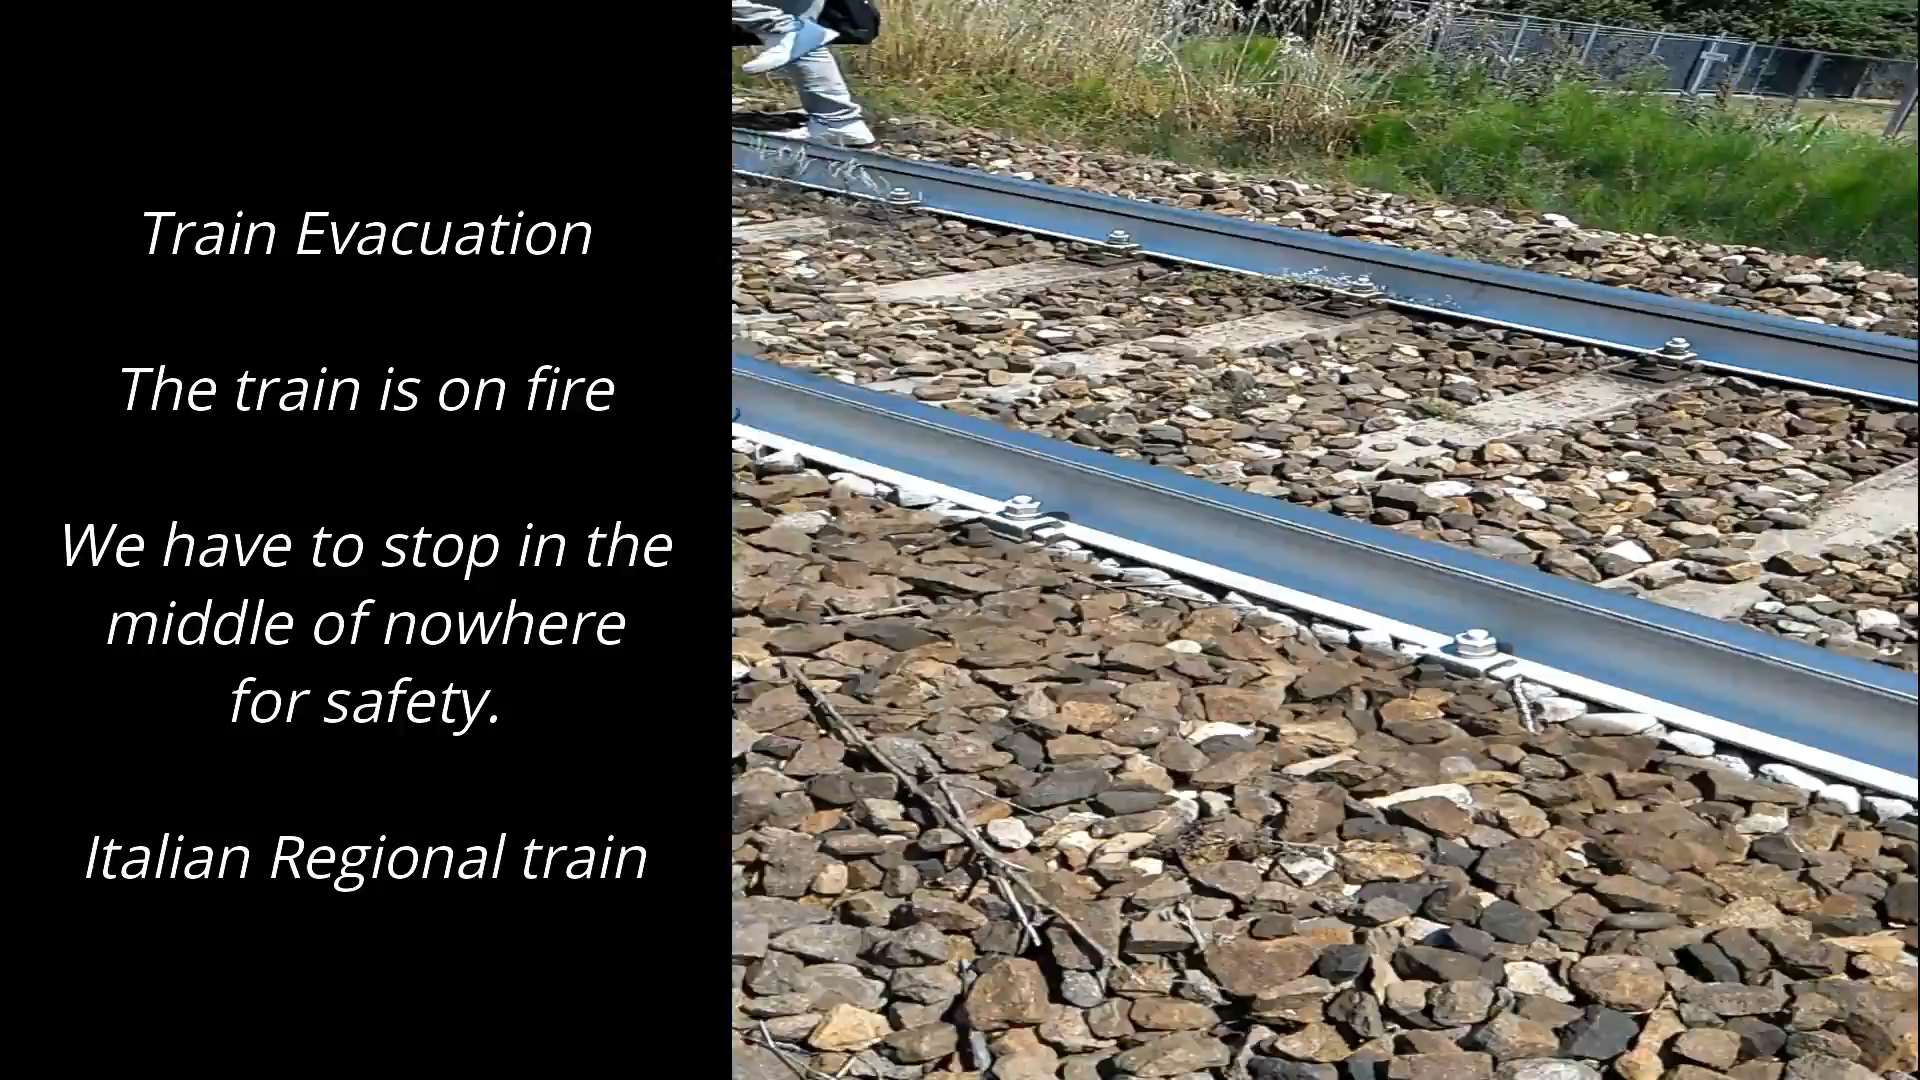 Train Evacuation
The train is on fire
We have to stop in the
middle of nowhere
for safety.
Italian Regional train